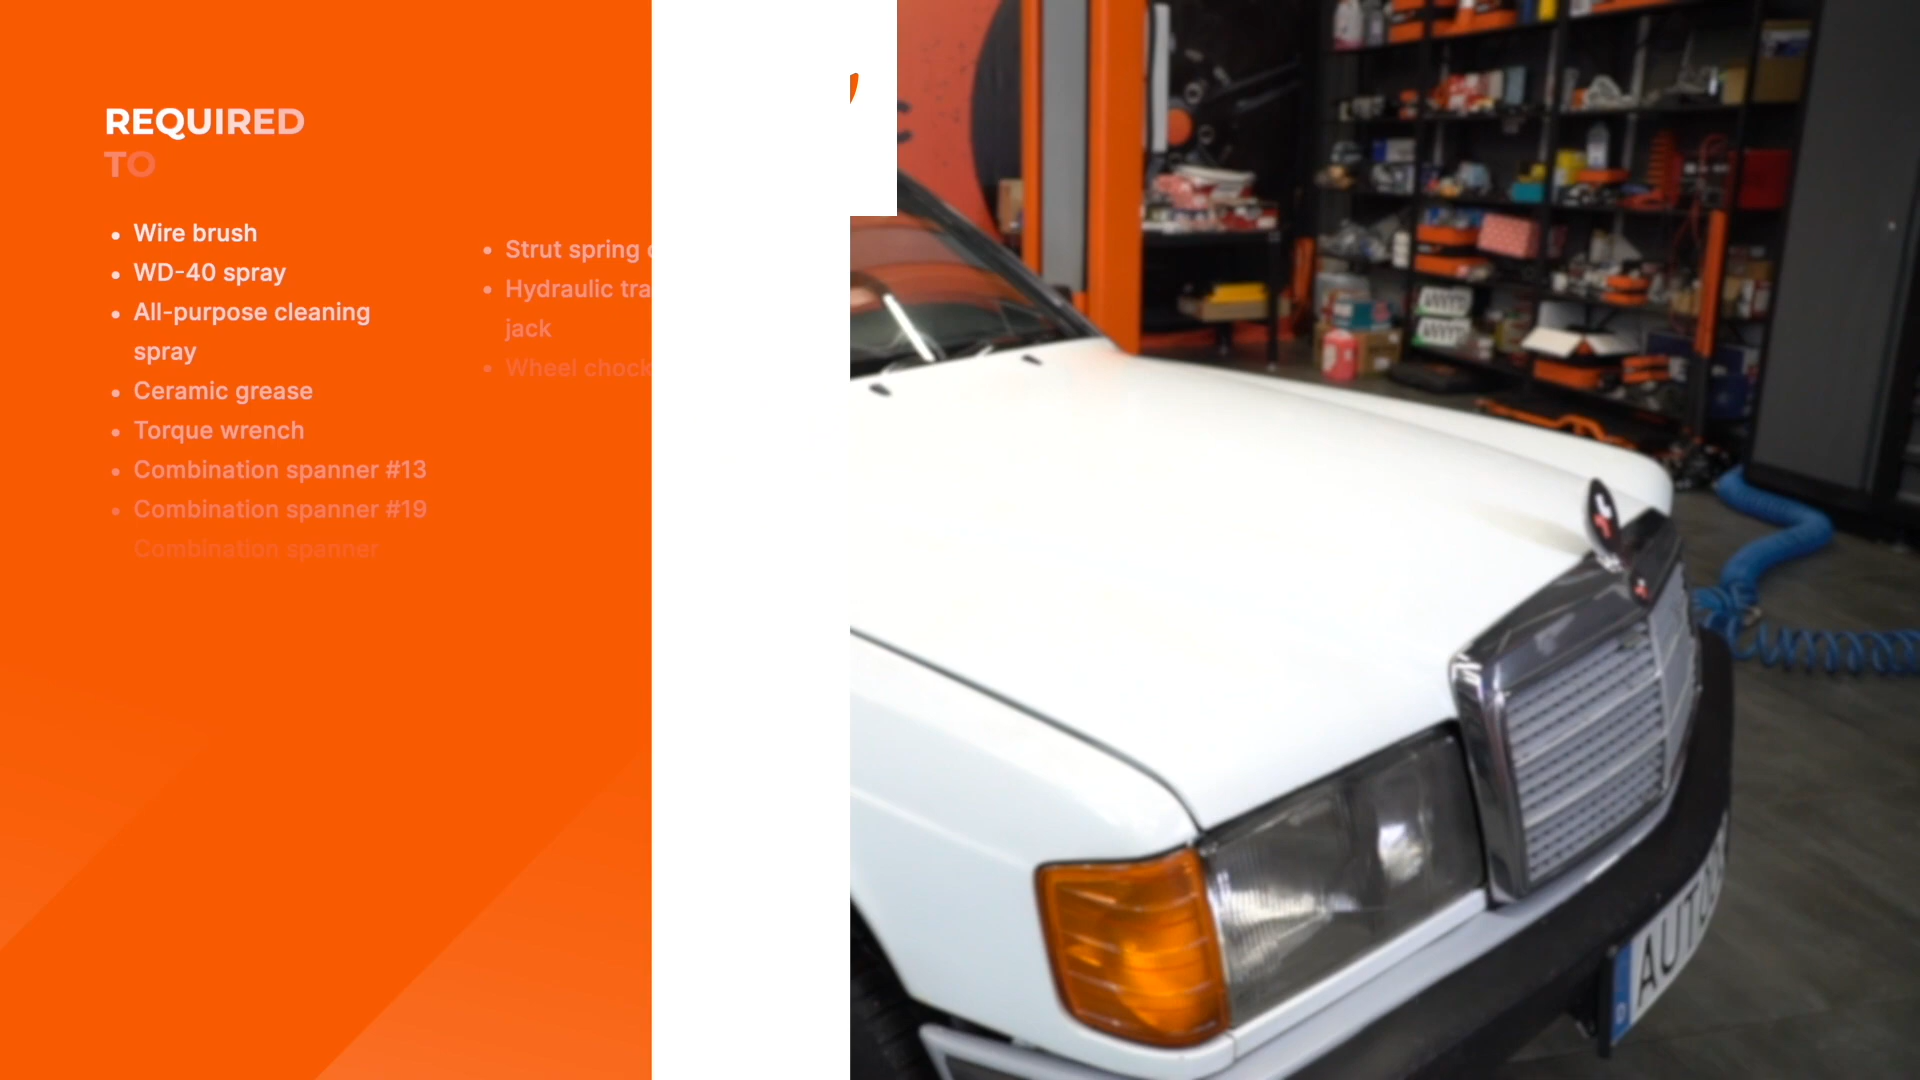 REQUIRED
TO
Wire brush
WD-40 spray
All-purpose cleaning
spray
Ceramic grease
Torque wrench
Combination spanner #13
Combination spanner #19
Combination spanner
Strut spring
Hydraulic
jack
Wheel
AUTO